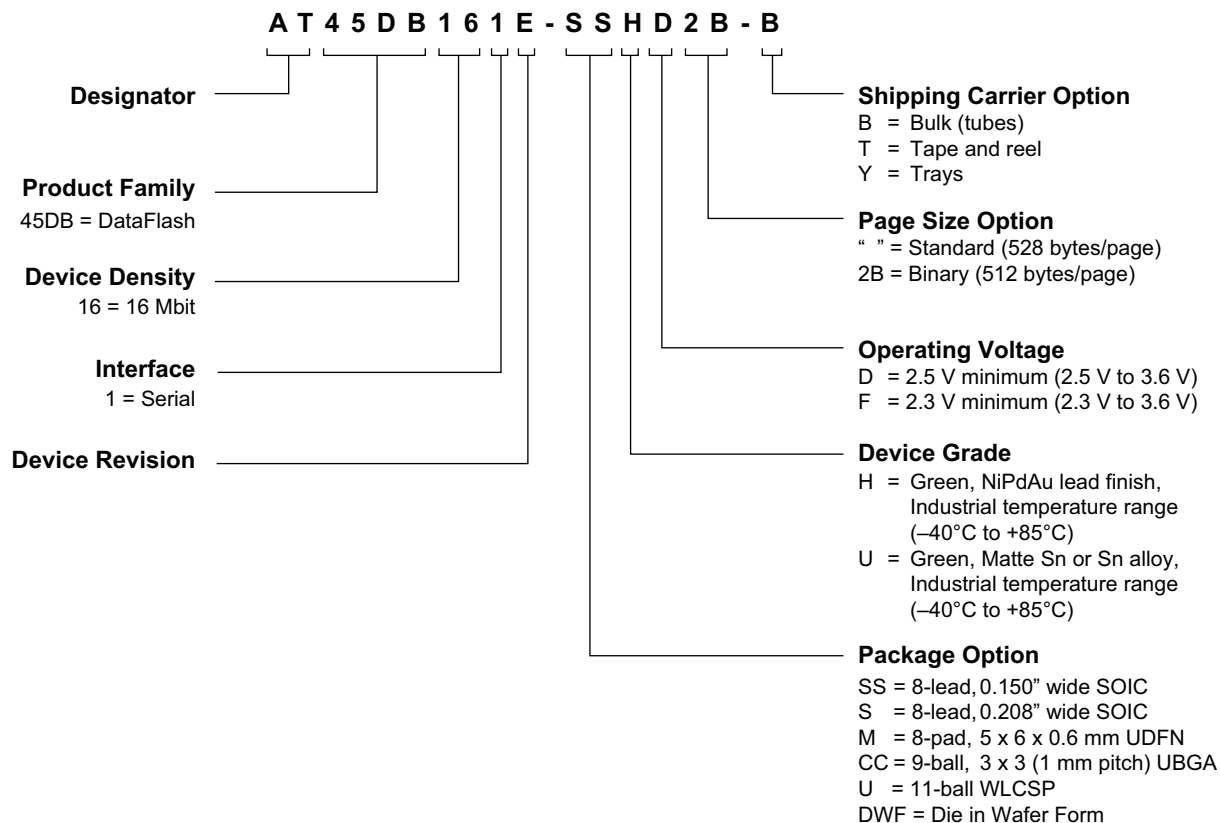 A T 4 5 D B 1 6 1 E - S S H D 2 B - B
Designator
Product Family
45DB = DataFlash
Device Density
16 = 16 Mbit
Interface
1 = Serial
Device Revision
Shipping Carrier Option
B = Bulk (tubes)
T = Tape and reel
Y = Trays
Page Size Option
“ ” = Standard (528 bytes/page)
2B = Binary (512 bytes/page)
Operating Voltage
D = 2.5 V minimum (2.5 V to 3.6 V)
F = 2.3 V minimum (2.3 V to 3.6 V)
Device Grade
H = Green, NiPdAu lead finish,
Industrial temperature range
(–40°C to +85°C)
U = Green, Matte Sn or Sn alloy,
Industrial temperature range
(–40°C to +85°C)
Package Option
SS = 8-lead, 0.150” wide SOIC
S = 8-lead, 0.208” wide SOIC
M = 8-pad, 5 x 6 x 0.6 mm UDFN
CC = 9-ball, 3 x 3 (1 mm pitch) UBGA
U = 11-ball WLCSP
DWF = Die in Wafer Form